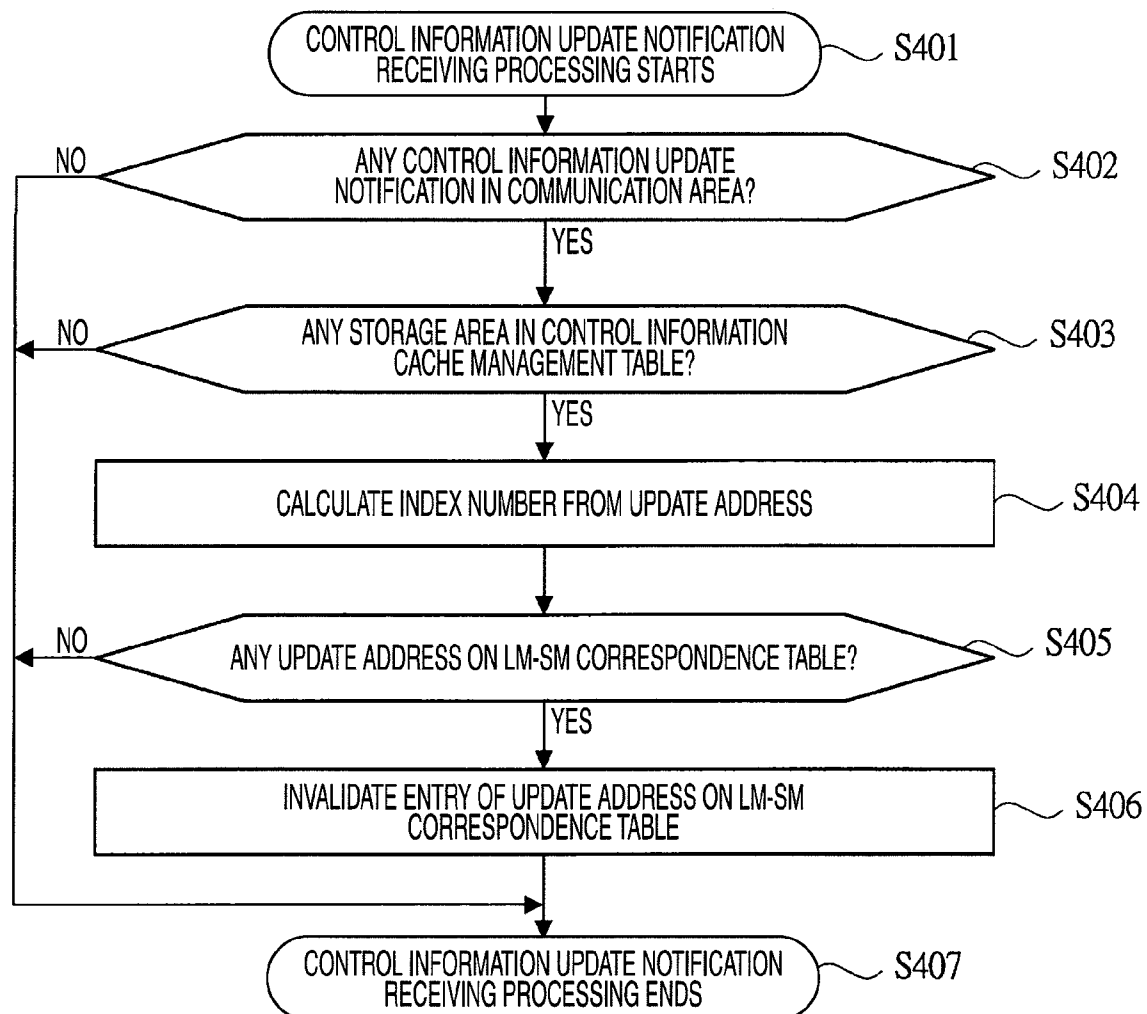 CONTROL INFORMATION UPDATE NOTIFICATION
RECEIVING PROCESSING STARTS
S401
NO
ANY CONTROL INFORMATION UPDATE
NOTIFICATION IN COMMUNICATION AREA?
S402
YES
NO
ANY STORAGE AREA IN CONTROL INFORMATION
CACHE MANAGEMENT TABLE?
S403
YES
CALCULATE INDEX NUMBER FROM UPDATE ADDRESS
S404
NO
ANY UPDATE ADDRESS ON LM-SM CORRESPONDENCE TABLE?
S405
YES
INVALIDATE ENTRY OF UPDATE ADDRESS ON LM-SM
CORRESPONDENCE TABLE
S406
CONTROL INFORMATION UPDATE NOTIFICATION
RECEIVING PROCESSING ENDS
S407